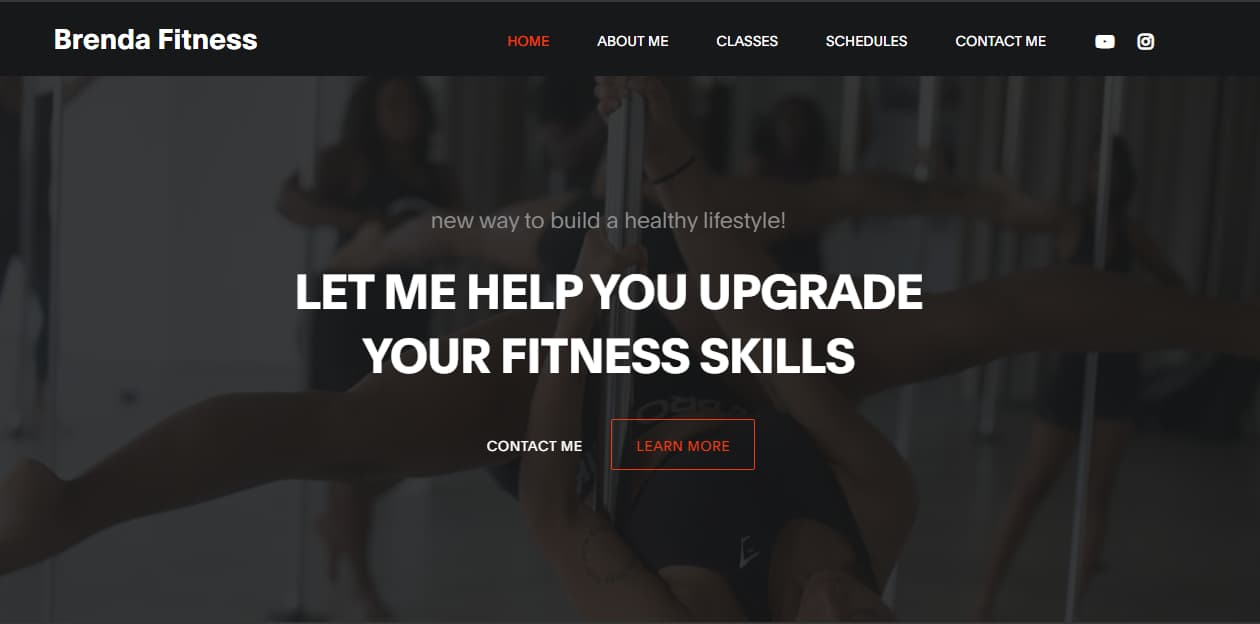 Brenda Fitness
HOME ABOUT ME CLASSES SCHEDULES CONTACT ME
new way to build a healthy lifestyle!
LET ME HELP YOU UPGRADE
YOUR FITNESS SKILLS
CONTACT ME LEARN MORE